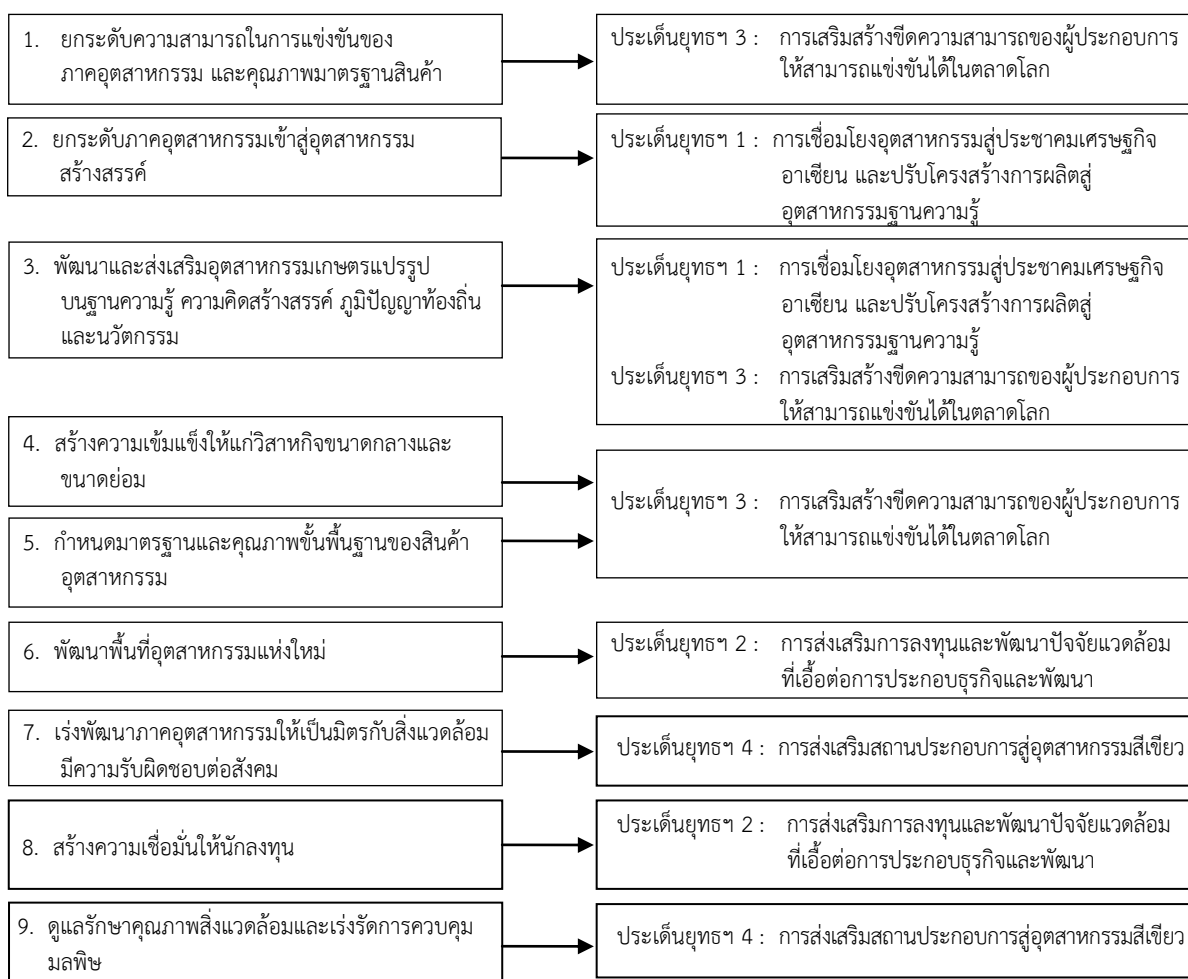 1. ยกระดับความสามารถในการแข่งขันของ
ภาคอุตสาหกรรม และคุณภาพมาตรฐานสินค้า
ประเด็นยุทธฯ 3 : การเสริมสร้างขีดความสามารถของผู้ประกอบการ
ให้สามารถแข่งขันได้ในตลาดโลก
2. ยกระดับภาคอุตสาหกรรมเข้าสู่อุตสาหกรรม
สร้างสรรค์
ประเด็นยุทธฯ 1 : การเชื่อมโยงอุตสาหกรรมสู่ประชาคมเศรษฐกิจ
อาเซียน และปรับโครงสร้างการผลิตสู่
อุตสาหกรรมฐานความรู้
3. พัฒนาและส่งเสริมอุตสาหกรรมเกษตรแปรรูป
บนฐานความรู้ ความคิดสร้างสรรค์ ภูมิปัญญาท้องถิ่น
และนวัตกรรม
ประเด็นยุทธฯ 1 : การเชื่อมโยงอุตสาหกรรมสู่ประชาคมเศรษฐกิจ
อาเซียน และปรับโครงสร้างการผลิตสู่
อุตสาหกรรมฐานความรู้
ประเด็นยุทธฯ 3 : การเสริมสร้างขีดความสามารถของผู้ประกอบการ
ให้สามารถแข่งขันได้ในตลาดโลก
4. สร้างความเข้มแข็งให้แก่วิสาหกิจขนาดกลางและ
ขนาดย่อม
5. กำหนดมาตรฐานและคุณภาพขั้นพื้นฐานของสินค้า
อุตสาหกรรม
ประเด็นยุทธฯ 3 : การเสริมสร้างขีดความสามารถของผู้ประกอบการ
ให้สามารถแข่งขันได้ในตลาดโลก
6. พัฒนาพื้นที่อุตสาหกรรมแห่งใหม่
ประเด็นยุทธฯ 2 : การส่งเสริมการลงทุนและพัฒนาปัจจัยแวดล้อม
ที่เอื้อต่อการประกอบธุรกิจและพัฒนา
7. เร่งพัฒนาภาคอุตสาหกรรมให้เป็นมิตรกับสิ่งแวดล้อม
มีความรับผิดชอบต่อสังคม
ประเด็นยุทธฯ 4 : การส่งเสริมสถานประกอบการสู่อุตสาหกรรมสีเขียว
8. สร้างความเชื่อมั่นให้นักลงทุน
ประเด็นยุทธฯ 2 : การส่งเสริมการลงทุนและพัฒนาปัจจัยแวดล้อม
ที่เอื้อต่อการประกอบธุรกิจและพัฒนา
9. ดูแลรักษาคุณภาพสิ่งแวดล้อมและเร่งรัดการควบคุม
มลพิษ
ประเด็นยุทธฯ 4 : การส่งเสริมสถานประกอบการสู่อุตสาหกรรมสีเขียว